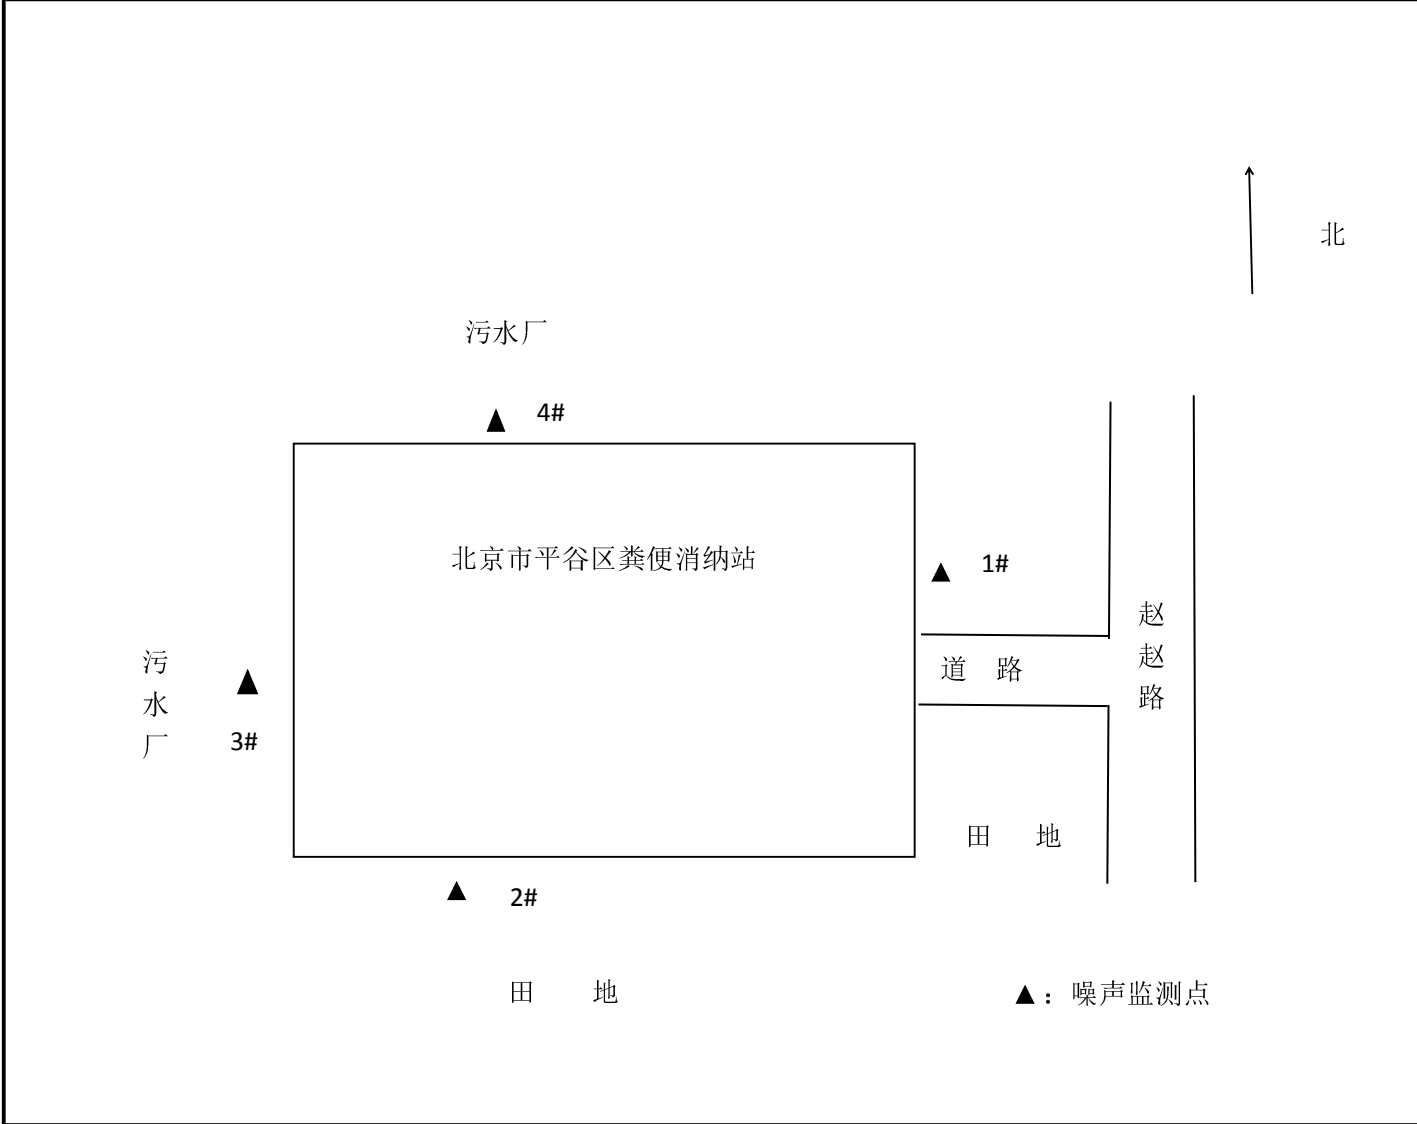 北
污水厂
4#
北京市平谷区粪便消纳站
1#
赵赵路
污水厂
道 路
3#
田 地
2#
田 地
▲：噪声监测点